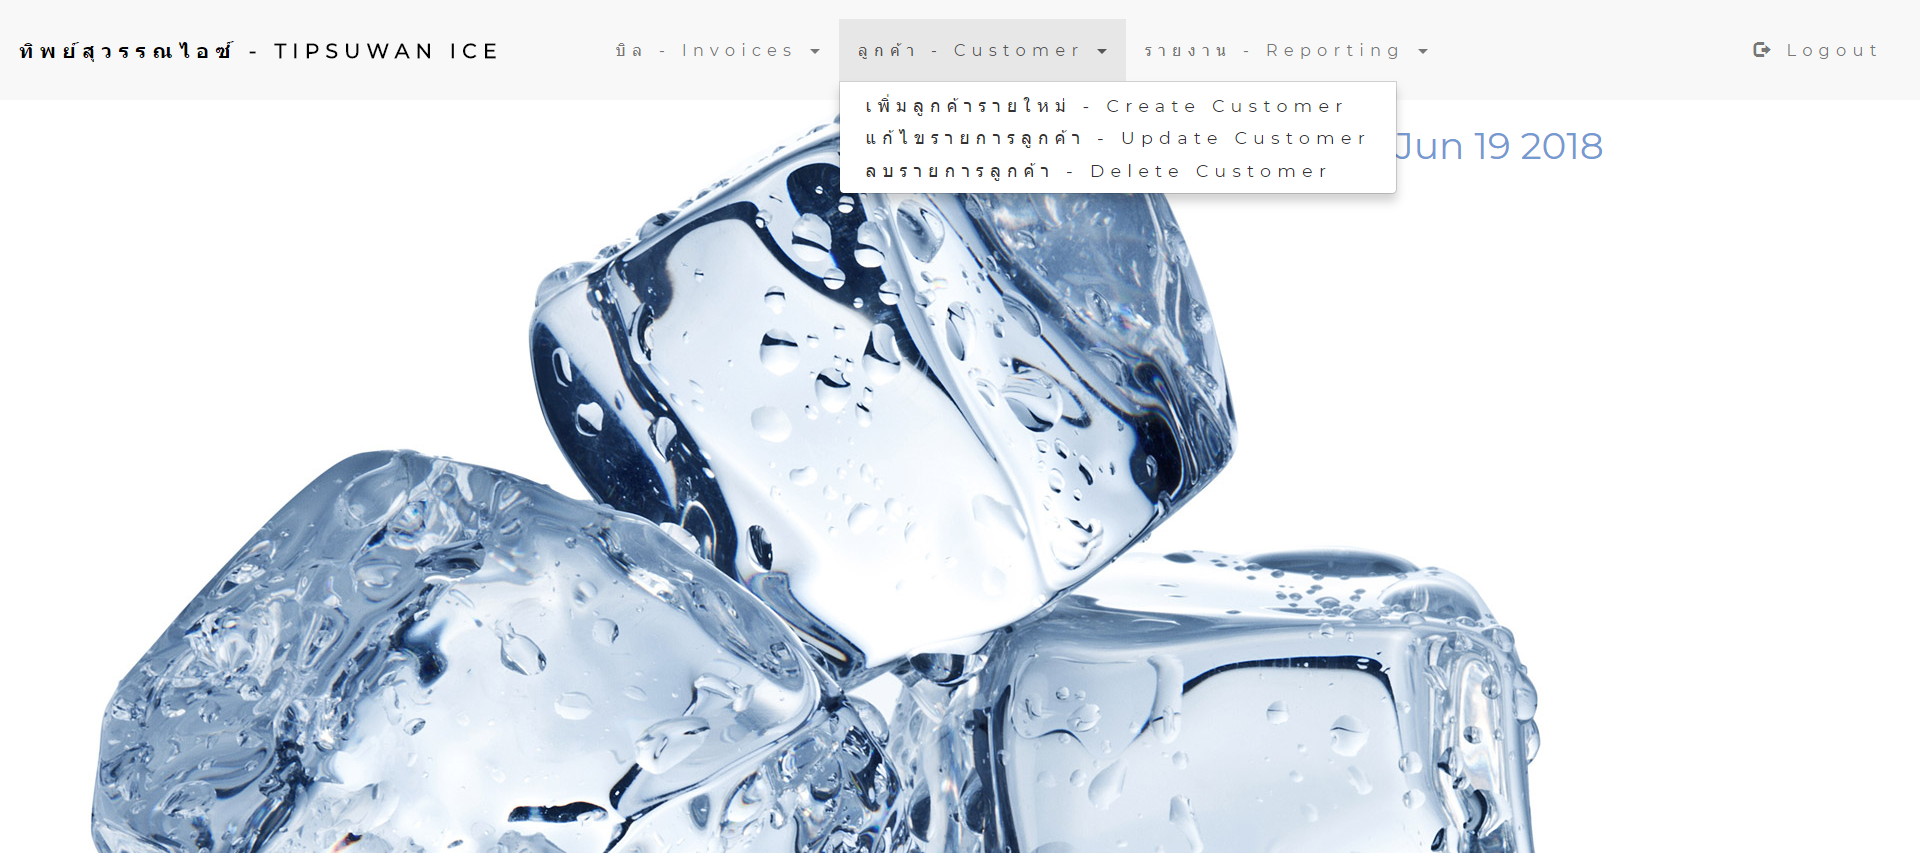 ทิพย์สุวรรณไอซ์ - TIPSUWAN ICE
บิล - Invoices
ลูกค้า - Customer
รายงาน - Reporting
Logout
เพิ่มลูกค้ารายใหม่ - Create Customer
แก้ไขรายการลูกค้า - Update Customer
ลบรายการลูกค้า - Delete Customer
Jun 19 2018